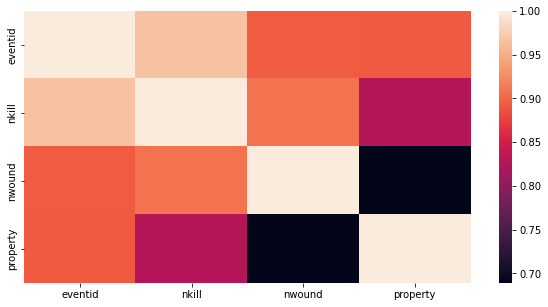 eventid
nkill
nwound
property
eventid nkill nwound property
1.00
0.95
0.90
0.85
0.80
0.75
0.70